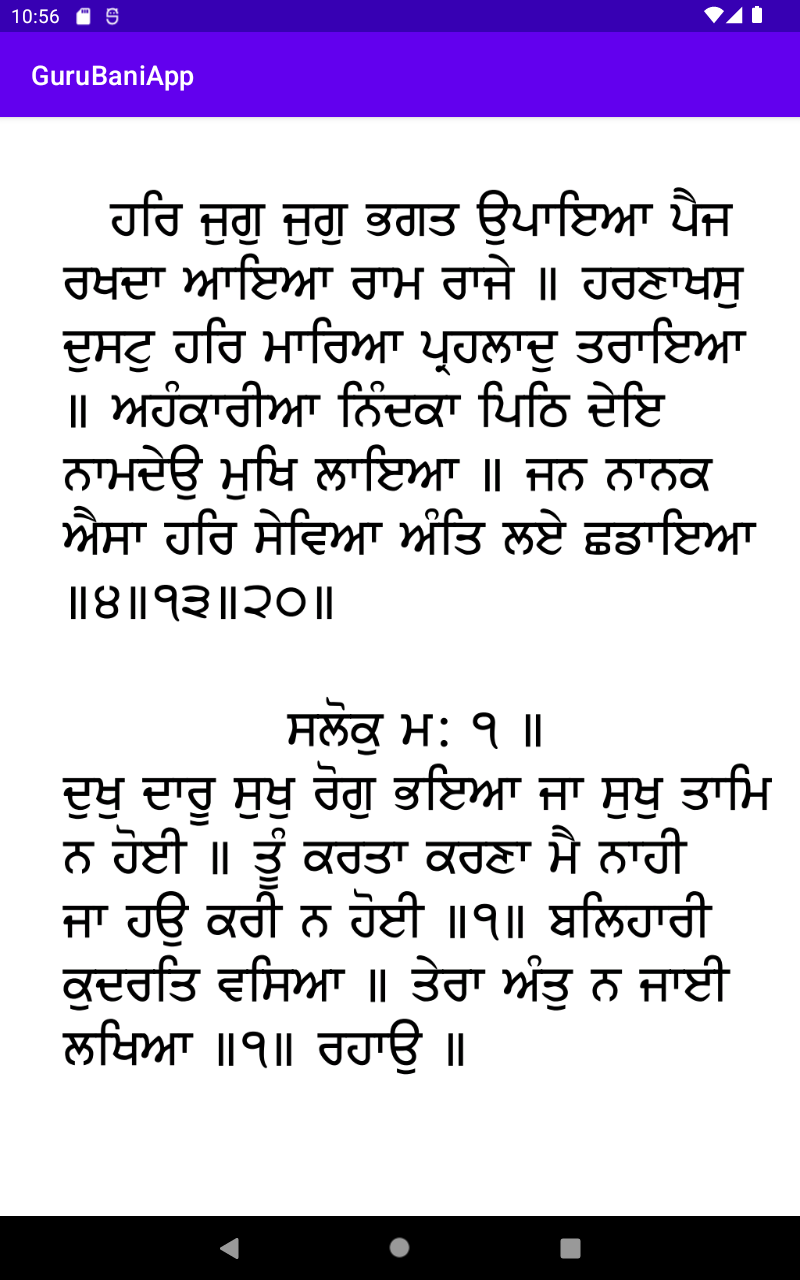 10:56
GuruBaniApp
ਹਰਿ ਜੁਗੁ ਜੁਗੁ ਭਗਤ ਉਪਾਇਆ ਪੈਜ
ਰਖਦਾ ਆਇਆ ਰਾਮ ਰਾਜੇ ॥ ਹਰਣਾਖਸੁ
ਦੁਸਟੁ ਹਰਿ ਮਾਰਿਆ ਪ੍ਰਹਲਾਦੁ ਤਰਾਇਆ
॥ ਅਹੰਕਾਰੀਆ ਨਿੰਦਕਾ ਪਿਠਿ ਦੇਇ
ਨਾਮਦੇਉ ਮੁਖਿ ਲਾਇਆ ॥ ਜਨ ਨਾਨਕ
ਐਸਾ ਹਰਿ ਸੇਵਿਆ ਅੰਤਿ ਲਏ ਛਡਾਇਆ
॥੪॥੧੩॥੨੦॥
ਸਲੋਕੁ ਮ: ੧ ॥
ਦੁਖੁ ਦਾਰੂ ਸੁਖੁ ਰੋਗੁ ਭਇਆ ਜਾ ਸੁਖੁ ਤਾਮਿ
ਨ ਹੋਈ ॥ ਤੂੰ ਕਰਤਾ ਕਰਣਾ ਮੈ ਨਾਹੀ
ਜਾ ਹਉ ਕਰੀ ਨ ਹੋਈ ॥੧॥ ਬਲਿਹਾਰੀ
ਕੁਦਰਤਿ ਵਸਿਆ ॥ ਤੇਰਾ ਅੰਤੁ ਨ ਜਾਈ
ਲਖਿਆ ॥੧॥ ਰਹਾਉ ॥